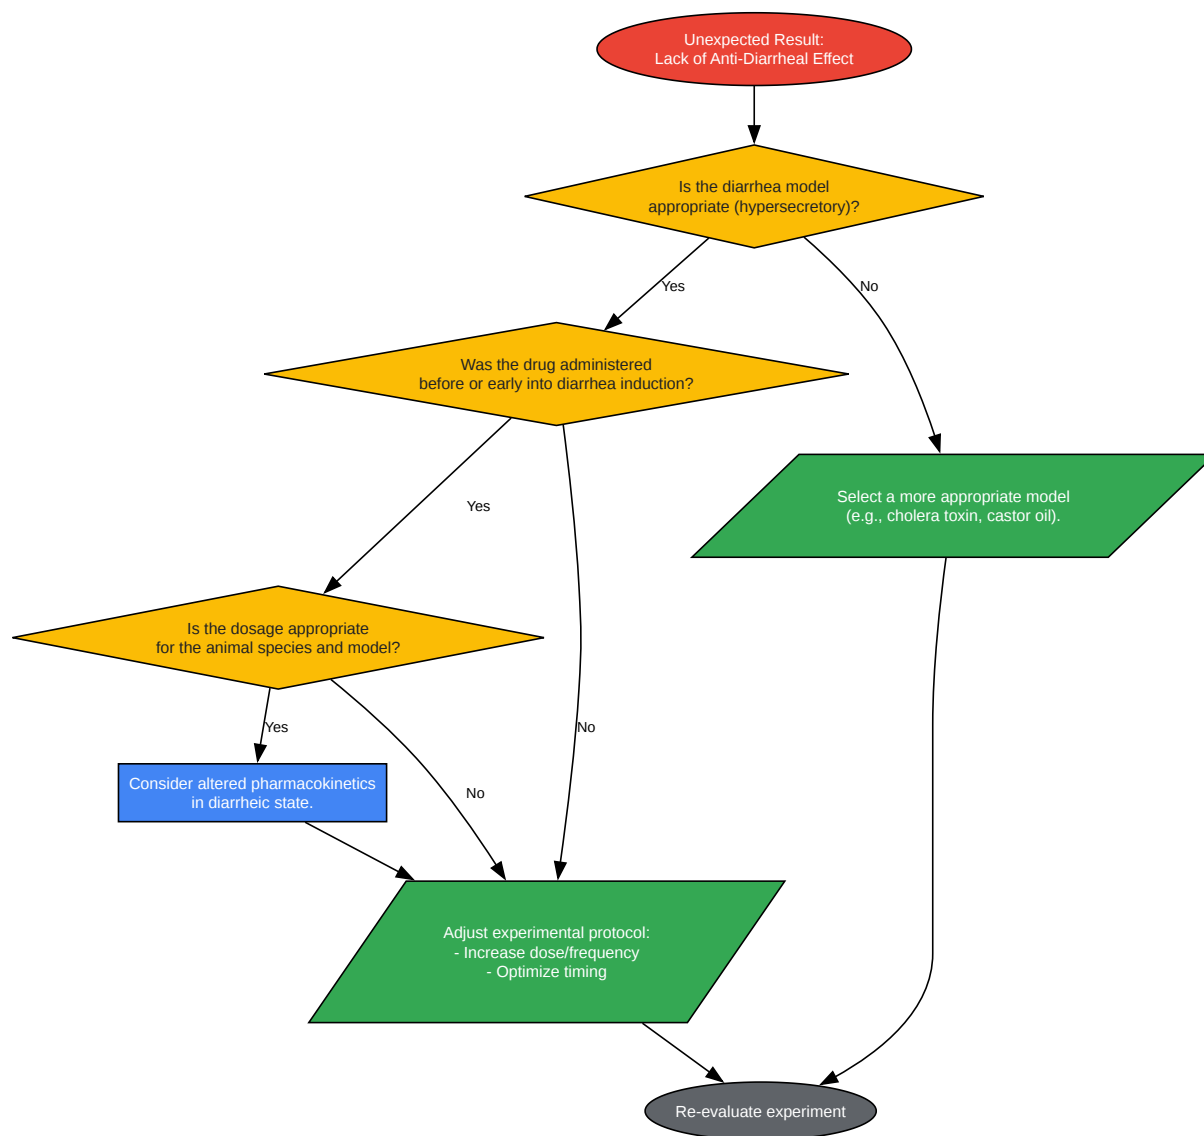 Unexpected Result:
Lack of Anti-Diarrheal Effect
Is the diarrhea model
appropriate (hypersecretory)?
Yes
No
Was the drug administered
before or early into diarrhea induction?
Select a more appropriate model
(e.g., cholera toxin, castor oil).
Yes
Is the dosage appropriate
for the animal species and model?
Yes
No
Consider altered pharmacokinetics
in diarrheic state.
No
Adjust experimental protocol:
- Increase dose/frequency
- Optimize timing
Re-evaluate experiment